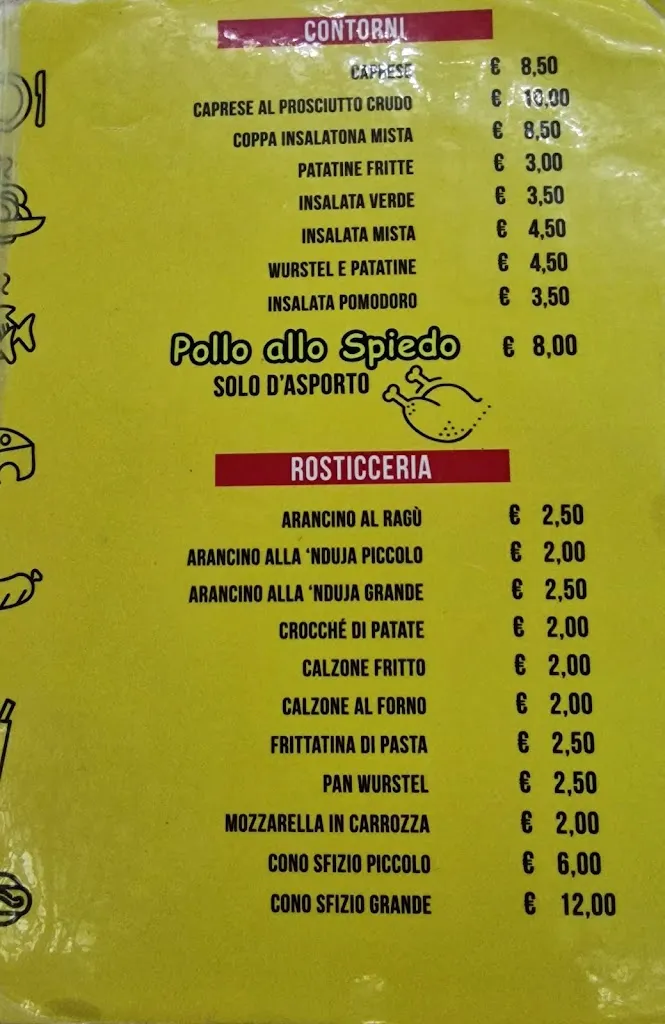 CONTORNI
CAPRESE € 8,50
CAPRESE AL PROSCIUTTO CRUDO € 10,00
COPPA INSALATONA MISTA € 8,50
PATATINE FRITTE € 3,00
INSALATA VERDE € 3,50
INSALATA MISTA € 4,50
WURSTEL E PATATINE € 4,50
INSALATA POMODORO € 3,50
Pollo allo Spiedo € 8,00
SOLO D'ASPORTO
ROSTICCERIA
ARANCINO AL RAGÙ € 2,50
ARANCINO ALLA 'NDUJA PICCOLO € 2,00
ARANCINO ALLA 'NDUJA GRANDE € 2,50
CROCCHÉ DI PATATE € 2,00
CALZONE FRITTO € 2,00
CALZONE AL FORNO € 2,00
FRITTATINA DI PASTA € 2,50
PAN WURSTEL € 2,50
MOZZARELLA IN CARROZZA € 2,00
CONO SFIZIO PICCOLO € 6,00
CONO SFIZIO GRANDE € 12,00